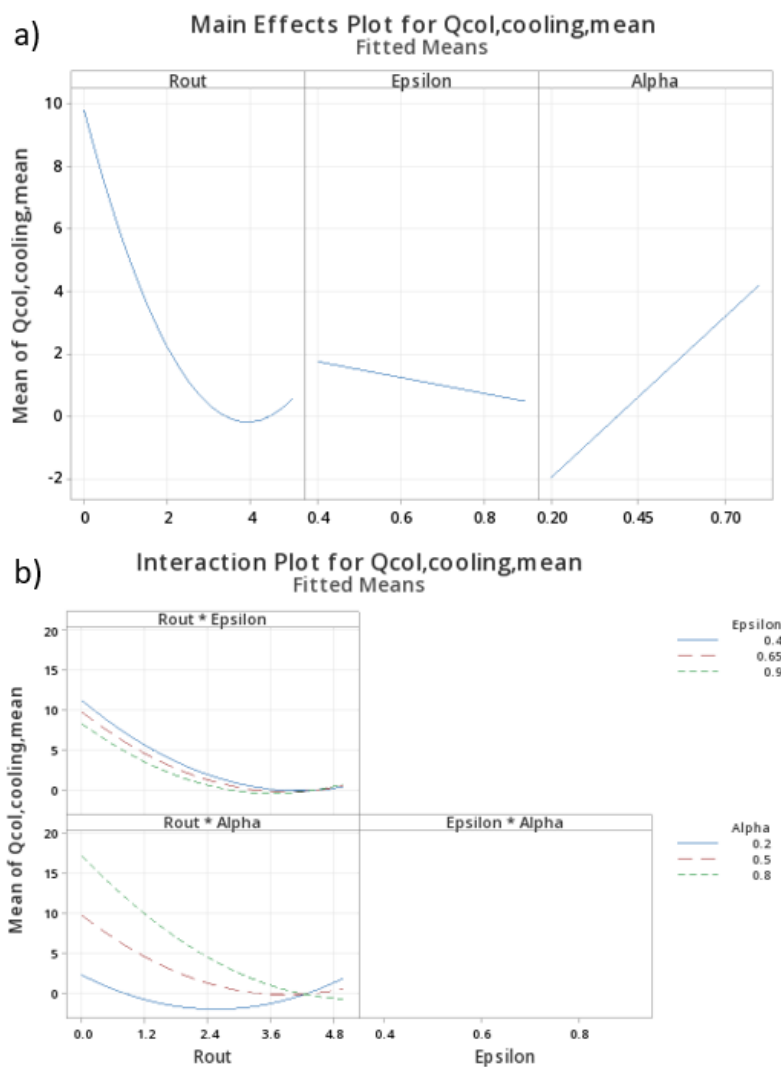 a)
Main Effects Plot for Qcol,cooling,mean
Fitted Means
Rout Epsilon Alpha
Mean of Qcol,cooling,mean
10
8
6
4
2
0
-2
0 2 4 0.4 0.6 0.8 0.20 0.45 0.70
b)
Interaction Plot for Qcol,cooling,mean
Fitted Means
Rout * Epsilon
Mean of Qcol,cooling,mean
20
15
10
5
0
Epsilon
0.4
0.65
0.9
Rout * Alpha Epsilon * Alpha
20
15
10
5
0
Alpha
0.2
0.5
0.8
0.0 1.2 2.4 3.6 4.8 0.4 0.6 0.8
Rout Epsilon